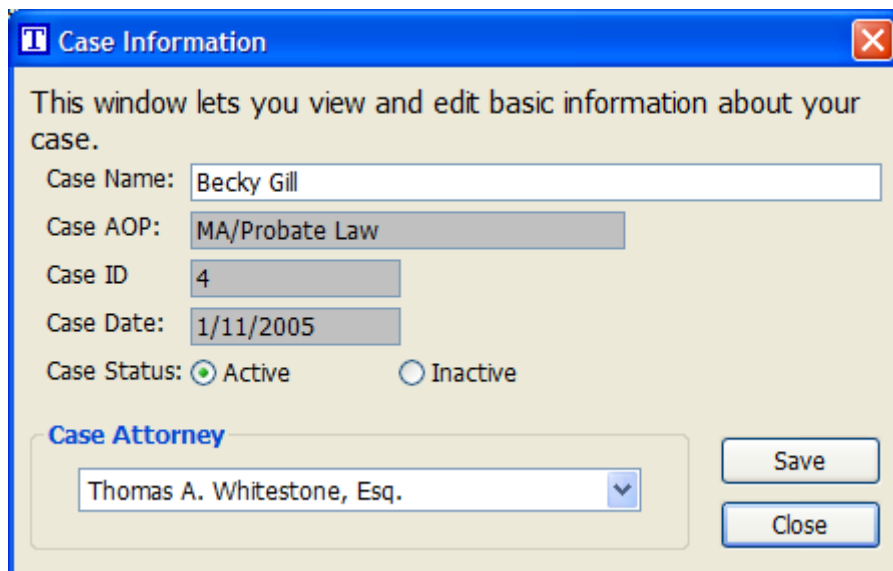 T Case Information
This window lets you view and edit basic information about your
case.
Case Name: Becky Gill
Case AOP: MA/Probate Law
Case ID 4
Case Date: 1/11/2005
Case Status: Active Inactive
Case Attorney
Thomas A. Whitestone, Esq.
Save
Close